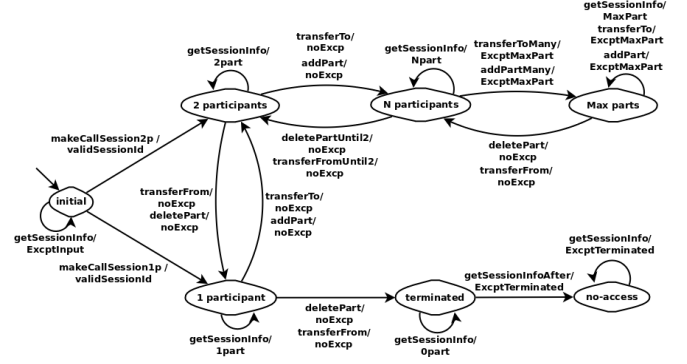 getSessionInfo/
MaxPart
transferTo/
ExcptMaxPart
addPart/
ExcptMaxPart
transferTo/
noExcp
addPart/
noExcp
getSessionInfo/
2part
getSessionInfo/
Npart
transferToMany/
ExcptMaxPart
addPartMany/
ExcptMaxPart
2 participants
N participants
Max parts
makeCallSession2p /
validSessionId
deletePartUntil2/
noExcp
transferFromUntil2/
noExcp
deletePart/
noExcp
transferFrom/
noExcp
initial
transferFrom/
noExcp
deletePart/
noExcp
transferTo/
noExcp
addPart/
noExcp
getSessionInfo/
ExcptInput
makeCallSession1p /
validSessionId
getSessionInfo/
ExcptTerminated
getSessionInfoAfter/
ExcptTerminated
1 participant
terminated
no-access
deletePart/
noExcp
transferFrom/
noExcp
getSessionInfo/
1part
getSessionInfo/
0part